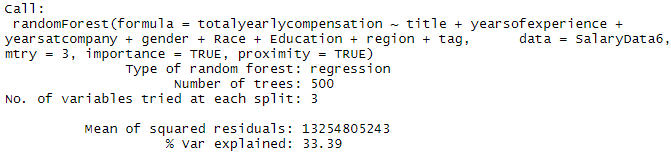 Call:
 randomForest(formula = totalyearlycompensation ~ title + yearsofexperience +
yearsatcompany + gender + Race + Education + region + tag,      data = SalaryData6,
mtry = 3, importance = TRUE, proximity = TRUE)
               Type of random forest: regression
                     Number of trees: 500
No. of variables tried at each split: 3

          Mean of squared residuals: 13254805243
                    % Var explained: 33.39